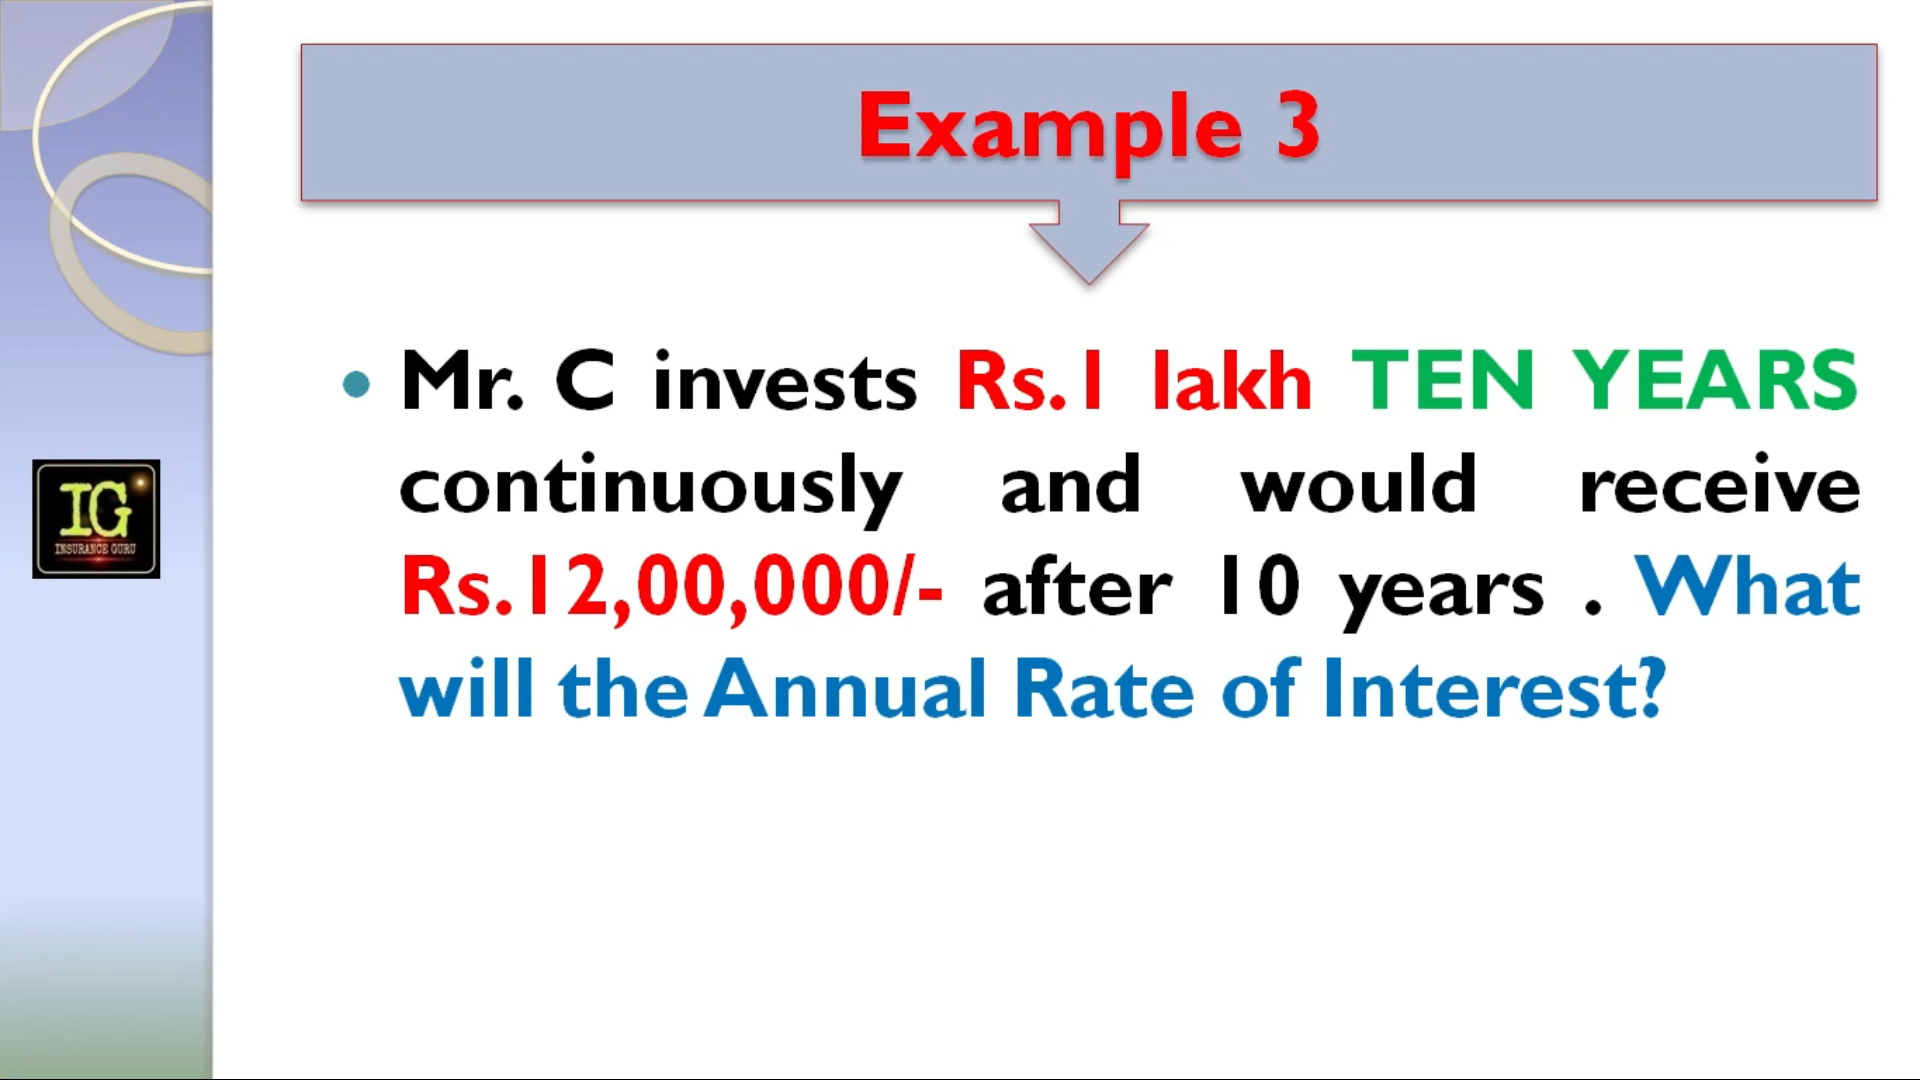 Example 3
Mr. C invests Rs.1 lakh TEN YEARS
continuously and would receive
Rs.12,00,000/- after 10 years . What
will the Annual Rate of Interest?
IG
INSURANCE GURU